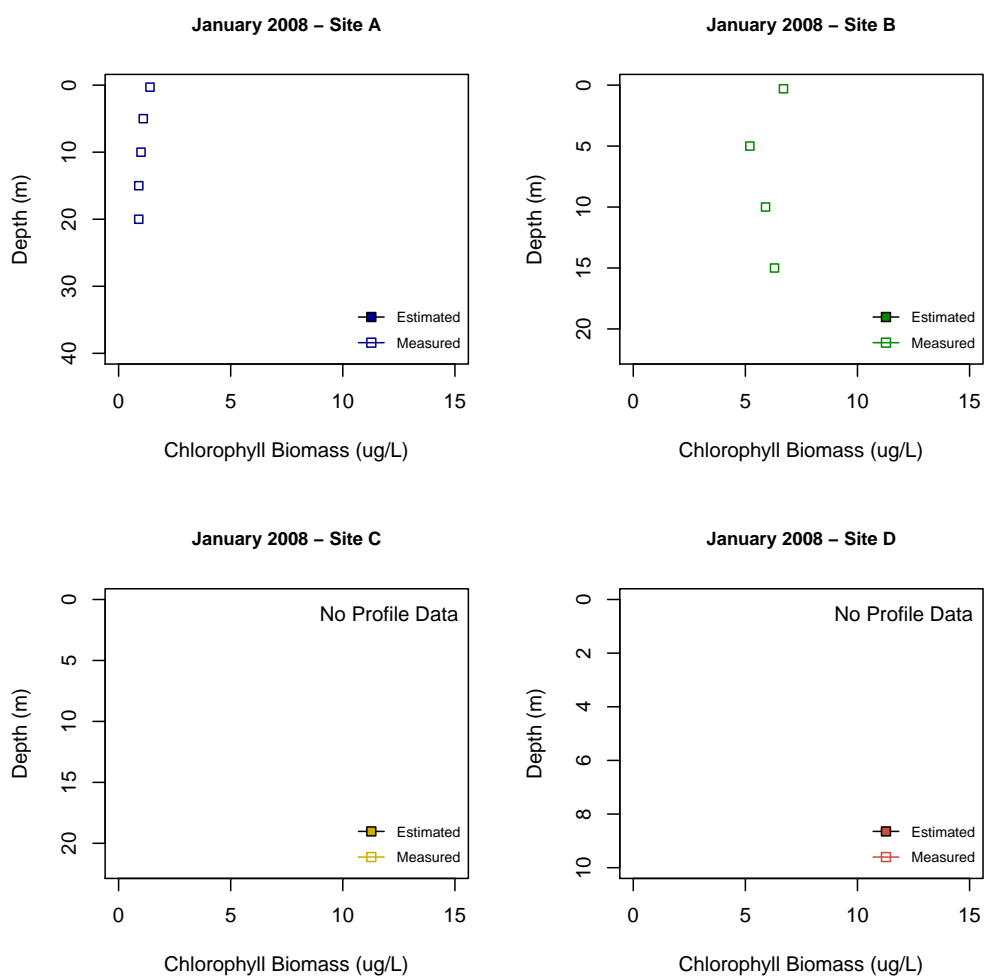 January 2008 – Site A
0
10
20
30
40
Depth (m)
Estimated
Measured
0 5 10 15
Chlorophyll Biomass (ug/L)
January 2008 – Site B
0
5
10
15
20
Depth (m)
Estimated
Measured
0 5 10 15
Chlorophyll Biomass (ug/L)
January 2008 – Site C
No Profile Data
0
5
10
15
20
Depth (m)
Estimated
Measured
0 5 10 15
Chlorophyll Biomass (ug/L)
January 2008 – Site D
No Profile Data
0
2
4
6
8
10
Depth (m)
Estimated
Measured
0 5 10 15
Chlorophyll Biomass (ug/L)